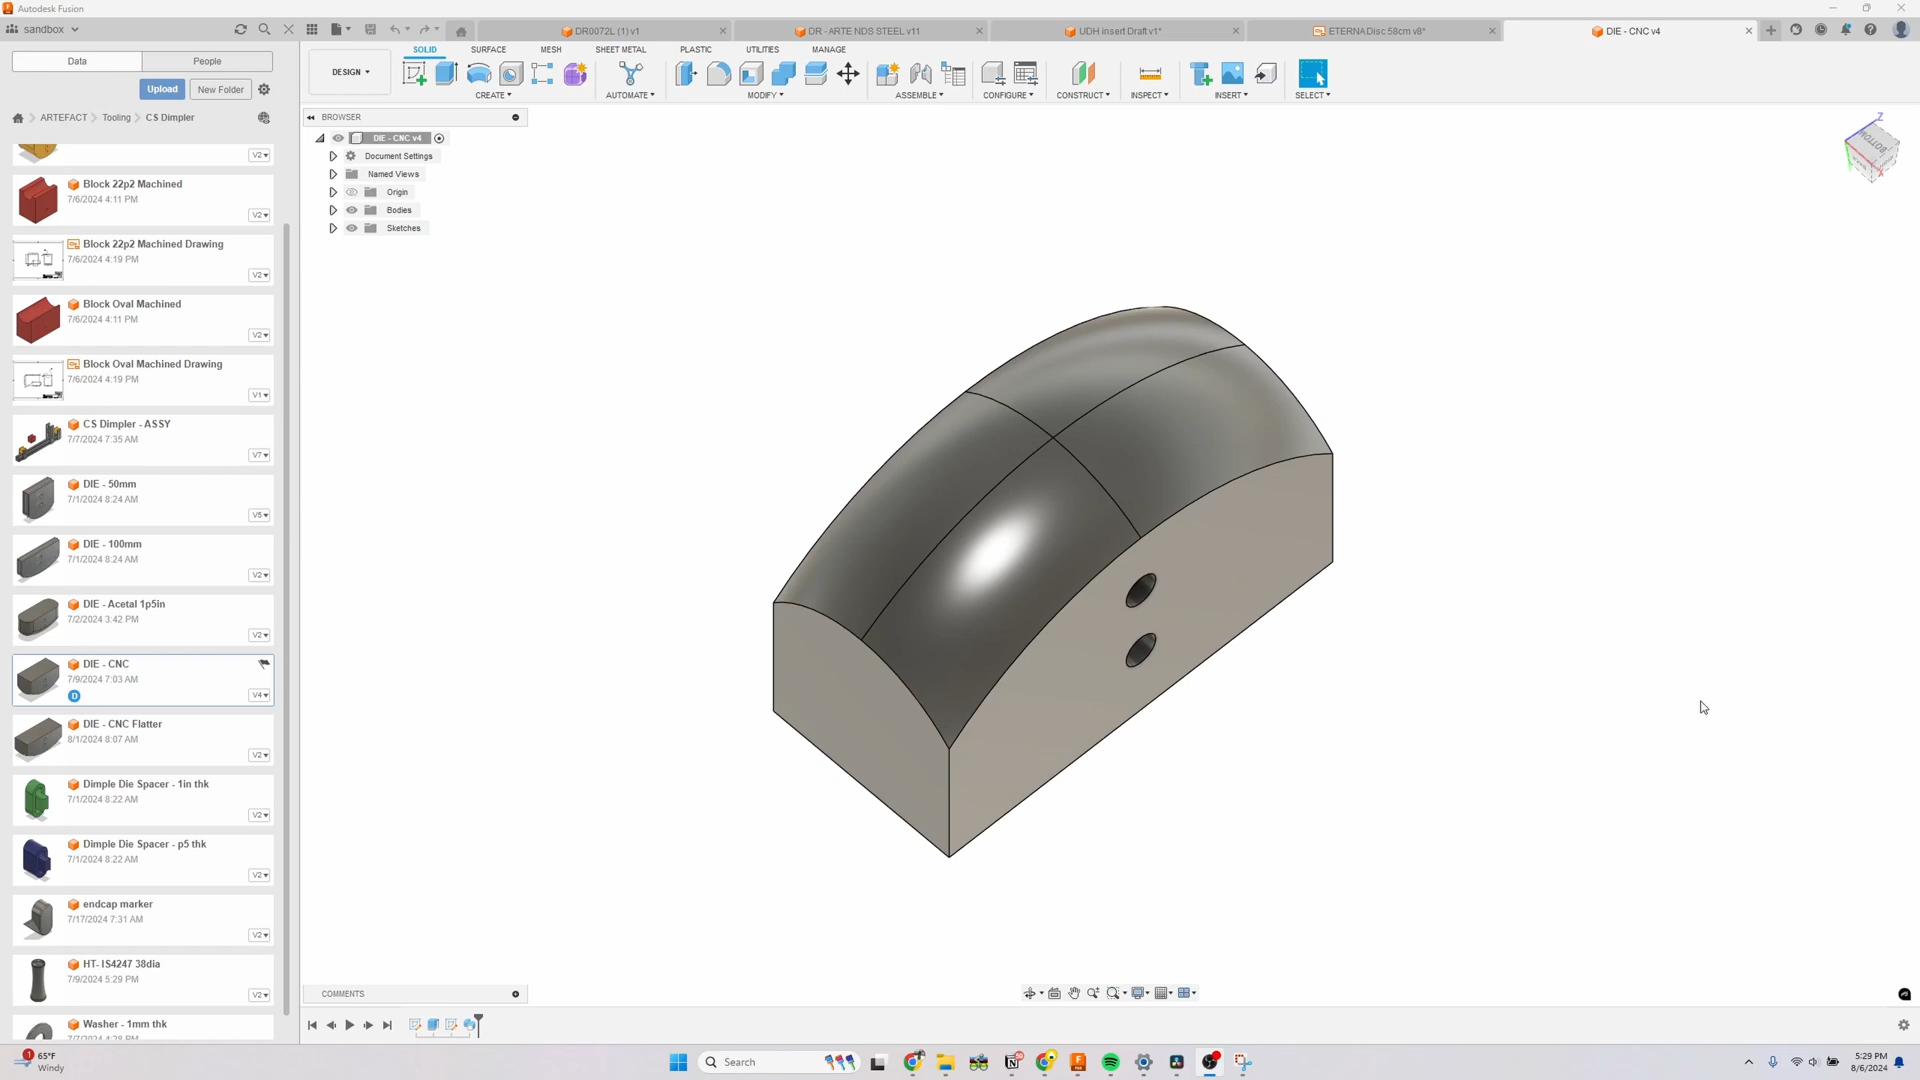 Autodesk Fusion
sandbox
DR0072L (1) v1
DR - ARTE NDS STEEL v11
UDH insert Draft v1*
ETERNA Disc 58cm v8*
DIE - CNC v4
Data
People
Upload
New Folder
ARTEFACT
Tooling
CS Dimpler
DESIGN
SOLID
SURFACE
MESH
SHEET METAL
PLASTIC
UTILITIES
MANAGE
CREATE
AUTOMATE
MODIFY
ASSEMBLE
CONFIGURE
CONSTRUCT
INSPECT
INSERT
SELECT
BROWSER
DIE - CNC v4
Document Settings
Named Views
Origin
Bodies
Sketches
Z
BOTTOM
X
V2
Block 22p2 Machined
7/6/2024 4:11 PM
V2
Block 22p2 Machined Drawing
7/6/2024 4:19 PM
V2
Block Oval Machined
7/6/2024 4:11 PM
V2
Block Oval Machined Drawing
7/6/2024 4:19 PM
V1
CS Dimpler - ASSY
7/7/2024 7:35 AM
V7
DIE - 50mm
7/1/2024 8:24 AM
V5
DIE - 100mm
7/1/2024 8:24 AM
V2
DIE - Acetal 1p5in
7/2/2024 3:42 PM
V2
DIE - CNC
7/9/2024 7:03 AM
D
V4
DIE - CNC Flatter
8/1/2024 8:07 AM
V2
Dimple Die Spacer - 1in thk
7/1/2024 8:22 AM
V2
Dimple Die Spacer - p5 thk
7/1/2024 8:22 AM
V2
endcap marker
7/17/2024 7:31 AM
V2
HT- IS4247 38dia
7/9/2024 5:29 PM
V2
Washer - 1mm thk
COMMENTS
1
65°F
Windy
Search
5:29 PM
8/6/2024